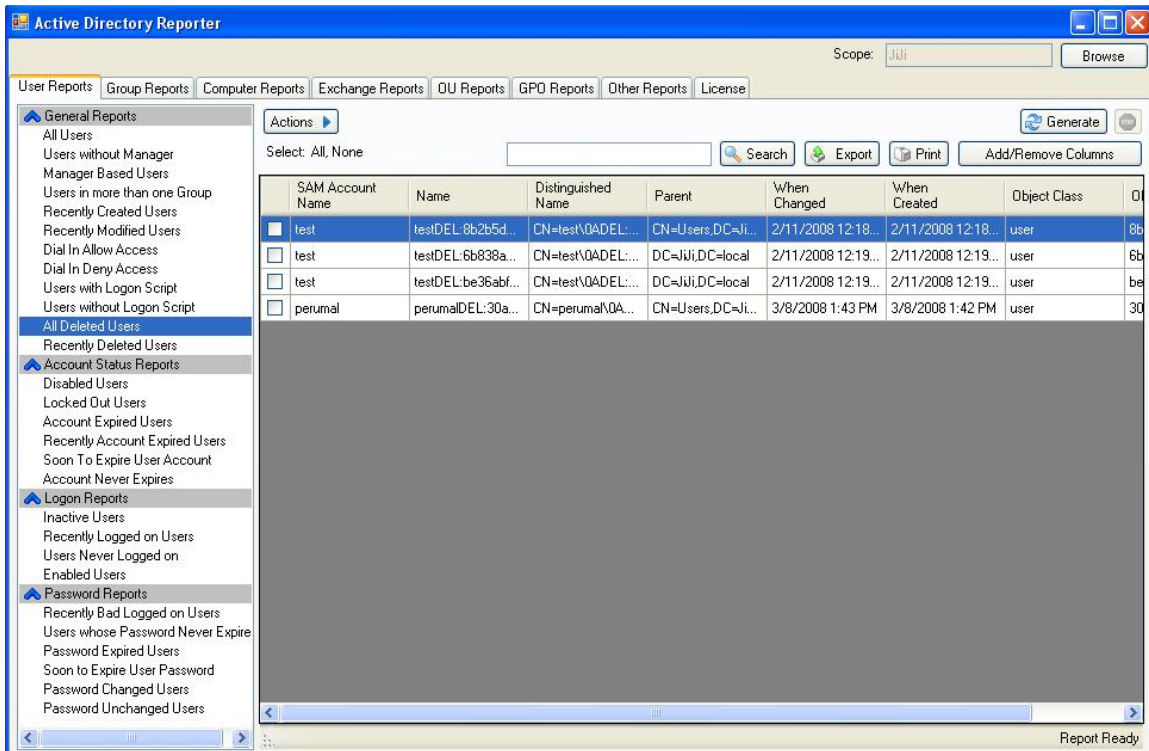 Active Directory Reporter
Scope: JiJi Browse
User Reports Group Reports Computer Reports Exchange Reports OU Reports GPO Reports Other Reports License
General Reports
All Users
Users without Manager
Manager Based Users
Users in more than one Group
Recently Created Users
Recently Modified Users
Dial In Allow Access
Dial In Deny Access
Users with Logon Script
Users without Logon Script
All Deleted Users
Recently Deleted Users
Account Status Reports
Disabled Users
Locked Out Users
Account Expired Users
Recently Account Expired Users
Soon To Expire User Account
Account Never Expires
Logon Reports
Inactive Users
Recently Logged on Users
Users Never Logged on
Enabled Users
Password Reports
Recently Bad Logged on Users
Users whose Password Never Expire
Password Expired Users
Soon to Expire User Password
Password Changed Users
Password Unchanged Users
Actions Generate STOP
Select: All, None Search Export Print Add/Remove Columns
SAM Account Name Name Distinguished Name Parent When Changed When Created Object Class
test testDEL:8b2b5d... CN=test\0ADEL:... CN=Users,DC=Ji... 2/11/2008 12:18... 2/11/2008 12:18... user 8b
test testDEL:6b838a... CN=test\0ADEL:... DC=JiJi,DC=local 2/11/2008 12:19... 2/11/2008 12:19... user 6b
test testDEL:be36abf... CN=test\0ADEL:... DC=JiJi,DC=local 2/11/2008 12:19... 2/11/2008 12:19... user be
perumal perumalDEL:30a... CN=perumal\0A... CN=Users,DC=Ji... 3/8/2008 1:43 PM 3/8/2008 1:42 PM user 30
Report Ready